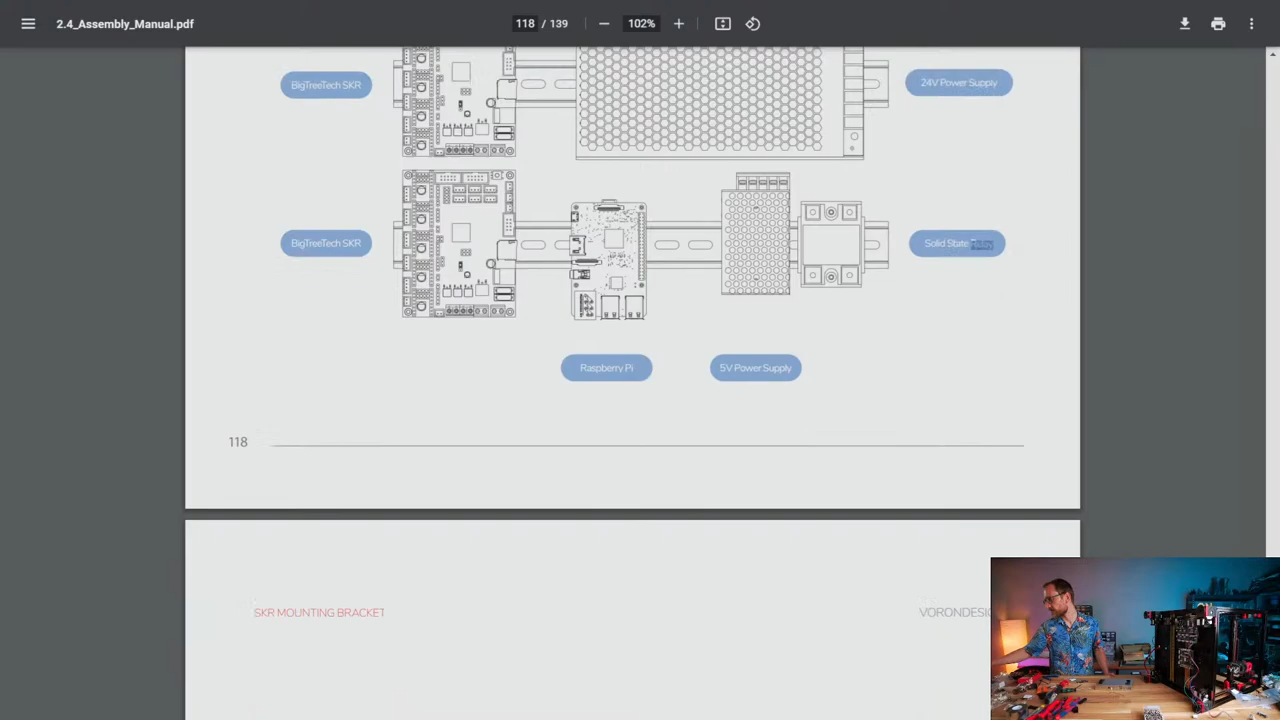 2.4_Assembly_Manual.pdf
118 / 139
102%
BigTreeTech SKR
24V Power Supply
BigTreeTech SKR
Solid State
Raspberry Pi
5V Power Supply
118
SKR MOUNTING BRACKET
VORONDESIG